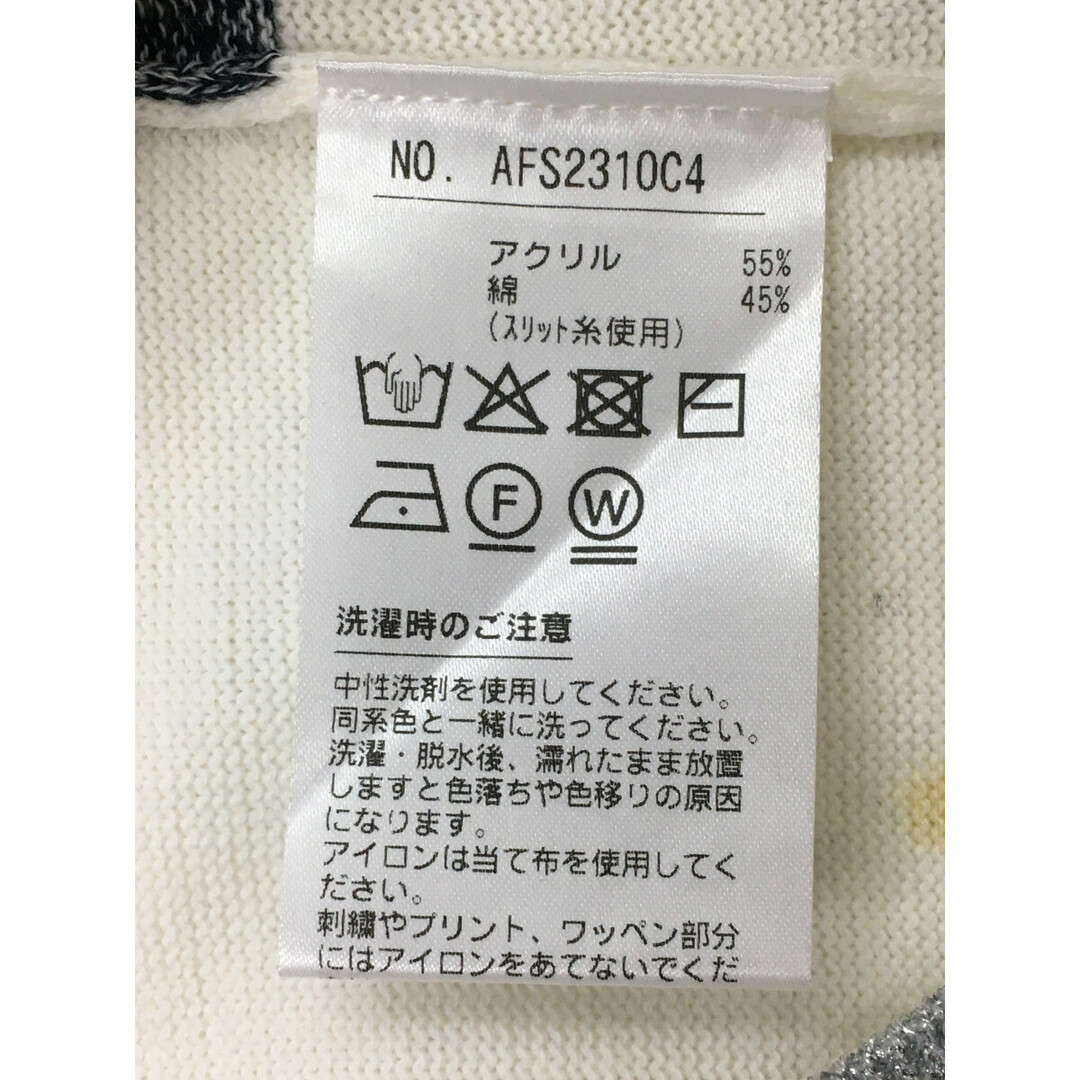 NO. AFS2310C4
アクリル 55%
綿 45%
(ｽﾘｯﾄ糸使用)
F W
洗濯時のご注意
中性洗剤を使用してください。
同系色と一緒に洗ってください。
洗濯・脱水後、濡れたまま放置
しますと色落ちや色移りの原因
になります。
アイロンは当て布を使用してく
ださい。
刺繍やプリント、ワッペン部分
にはアイロンをあてないでくだ